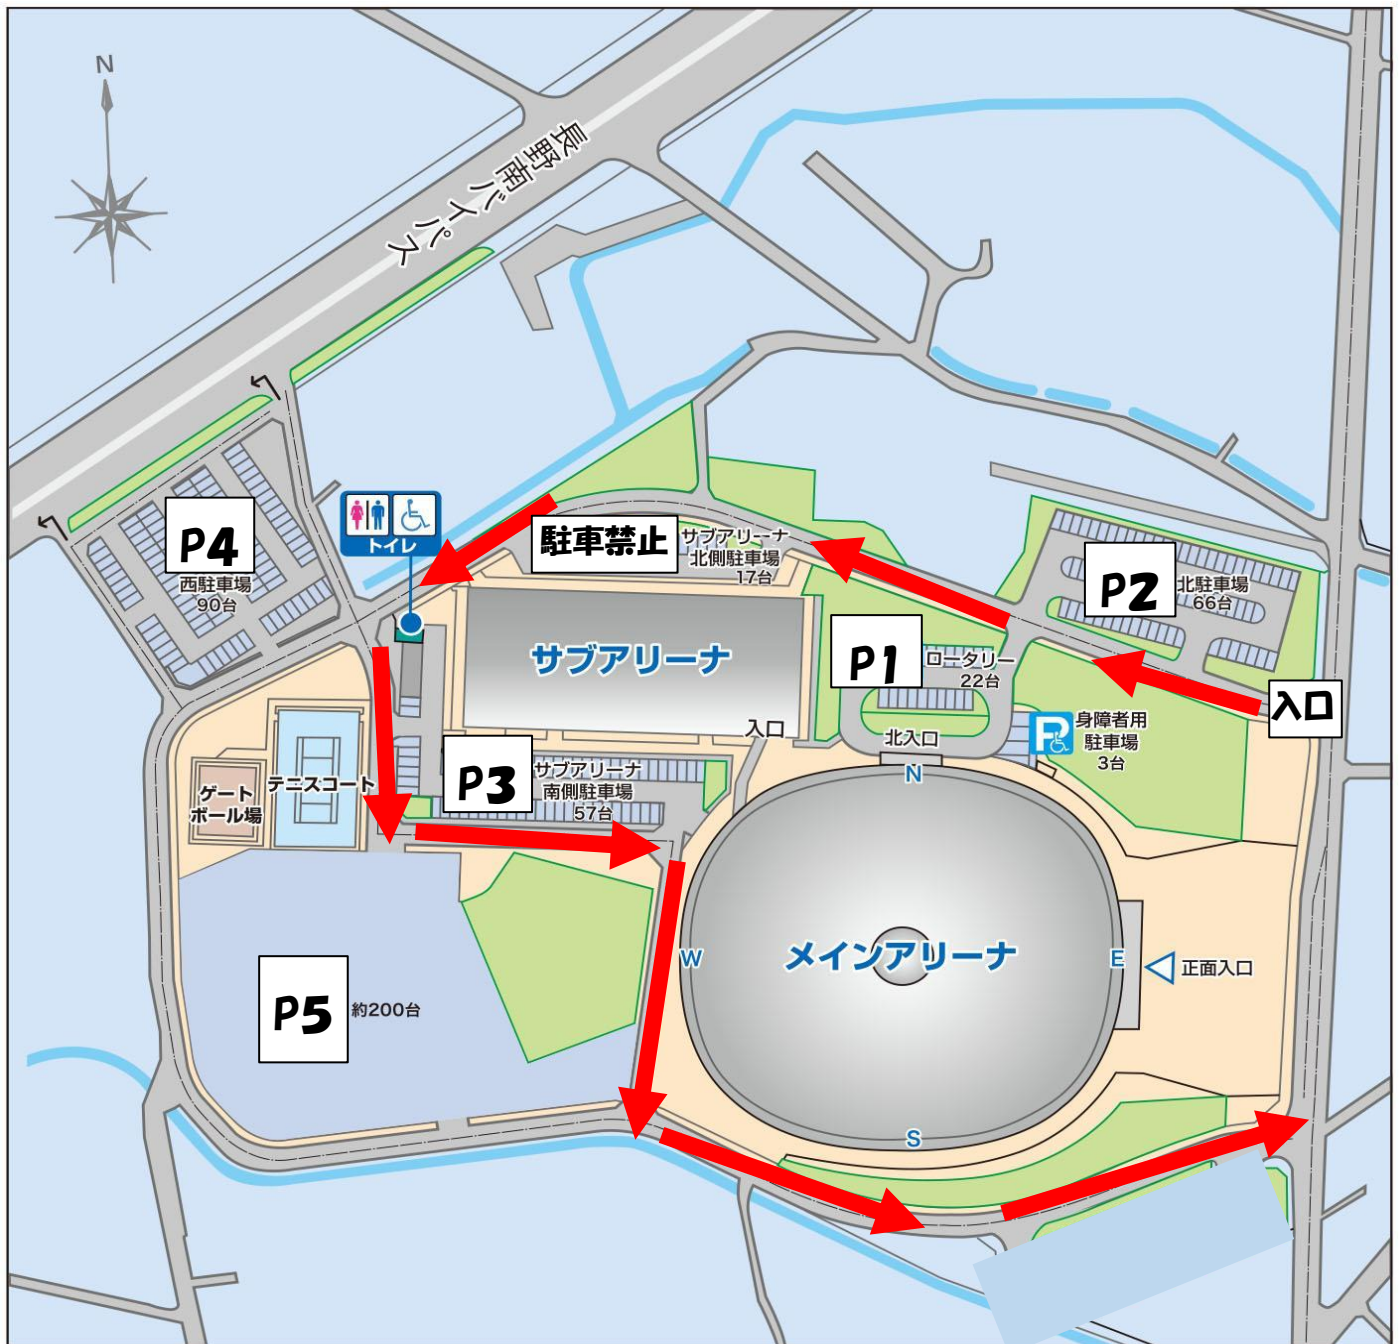 N
長野南バイパス
P4
西駐車場
90台
トイレ
駐車禁止
サブアリーナ
北側駐車場
17台
P2
北駐車場
66台
サブアリーナ
P1
ロータリー
22台
入口
入口
北入口
P
身障者用
駐車場
3台
N
ゲート
ボール場
テニスコート
P3
サブアリーナ
南側駐車場
57台
W
メインアリーナ
E
正面入口
P5
約200台
S